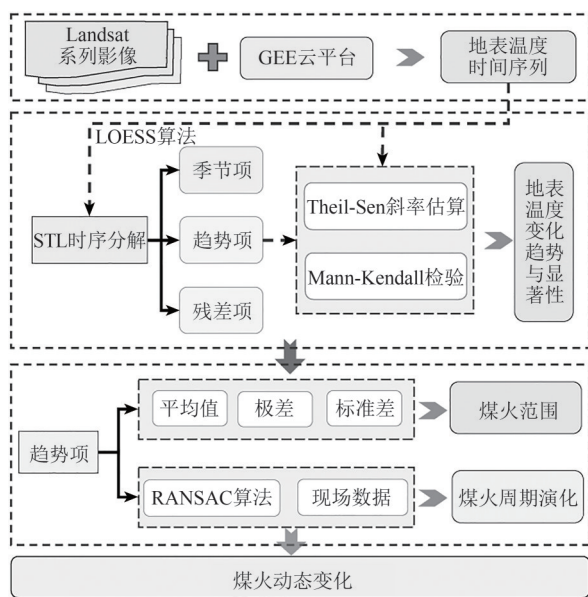 Landsat
系列影像
GEE云平台
地表温度
时间序列
LOESS算法
STL时序分解
季节项
趋势项
残差项
Theil-Sen斜率估算
Mann-Kendall检验
地表
温度
变化
趋势
与显
著性
趋势项
平均值
极差
标准差
煤火范围
RANSAC算法
现场数据
煤火周期演化
煤火动态变化